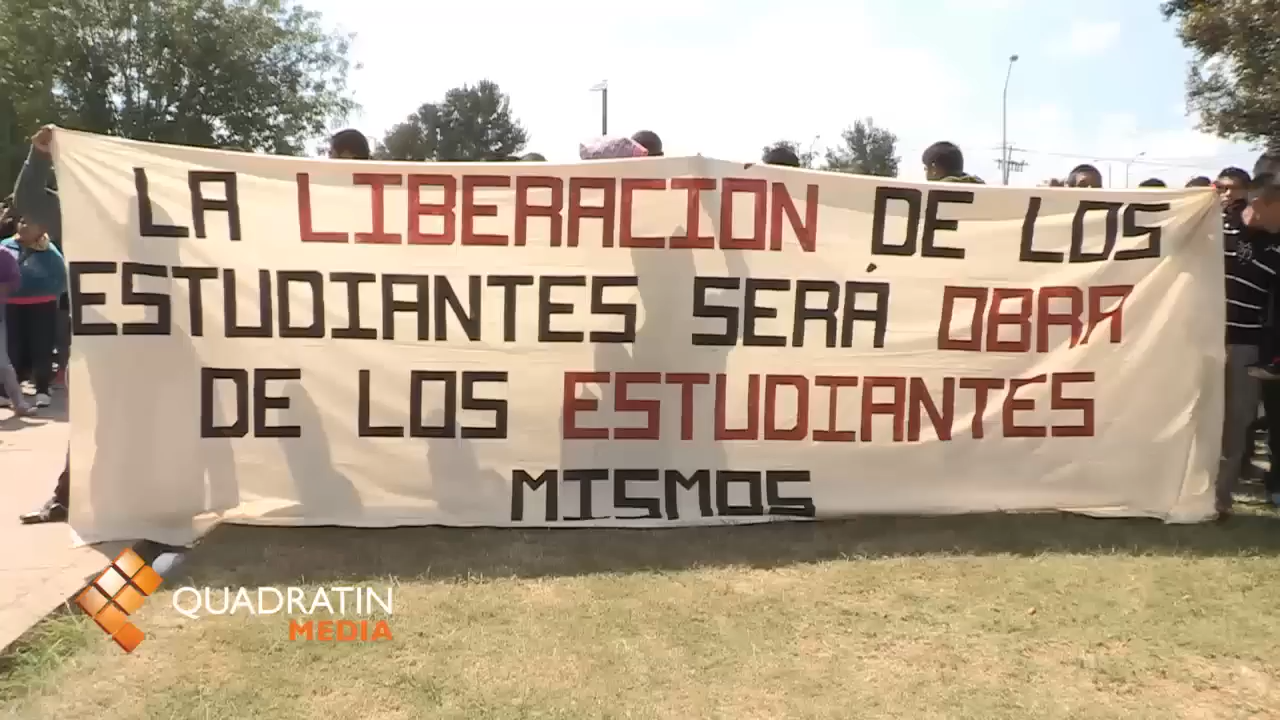 LA LIBERACION DE LOS
ESTUDIANTES SERÁ OBRA
DE LOS ESTUDIANTES
MISMOS
QUADRATIN
MEDIA